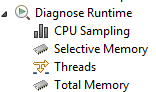 Diagnose Runtime
CPU Sampling
Selective Memory
Threads
Total Memory